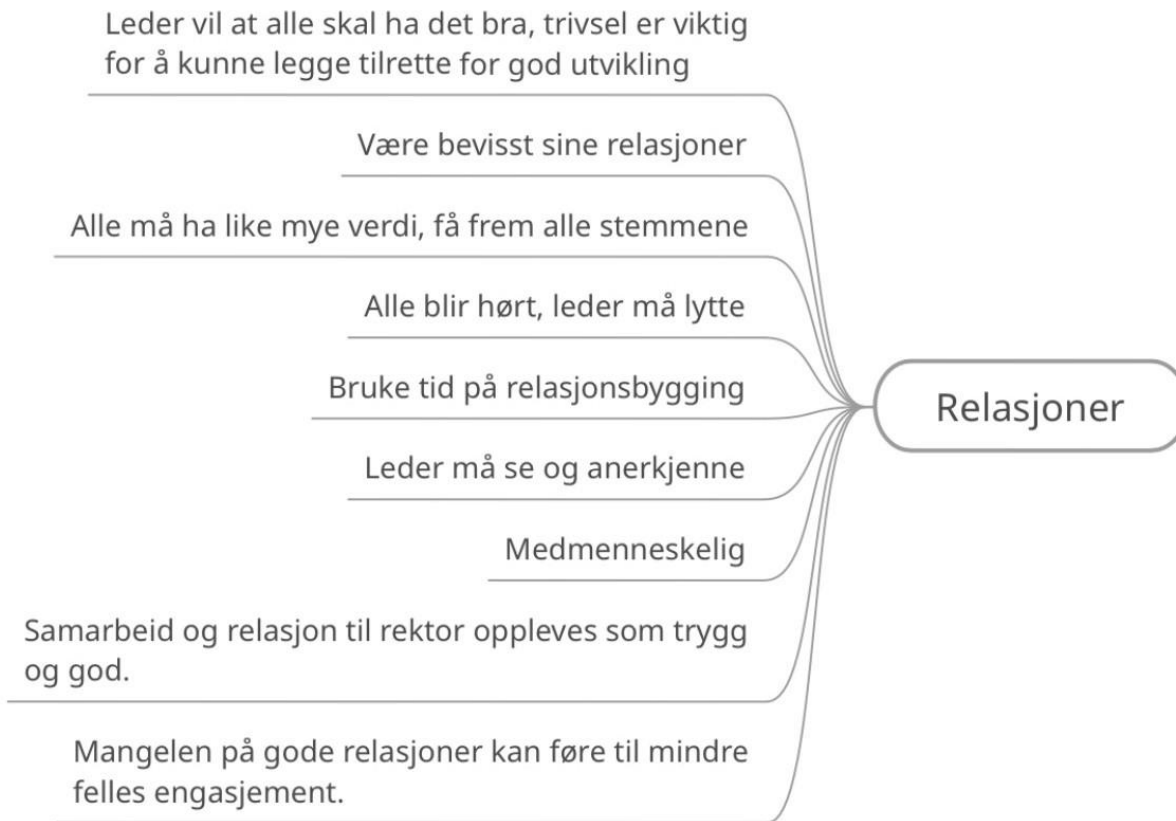 Leder vil at alle skal ha det bra, trivsel er viktig
for å kunne legge tilrette for god utvikling
Være bevisst sine relasjoner
Alle må ha like mye verdi, få frem alle stemmene
Alle blir hørt, leder må lytte
Bruke tid på relasjonsbygging
Leder må se og anerkjenne
Medmenneskelig
Samarbeid og relasjon til rektor oppleves som trygg
og god.
Mangelen på gode relasjoner kan føre til mindre
felles engasjement.
Relasjoner